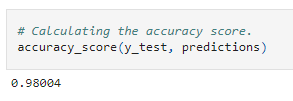 # Calculating the accuracy score.
accuracy_score(y_test, predictions)
0.98004